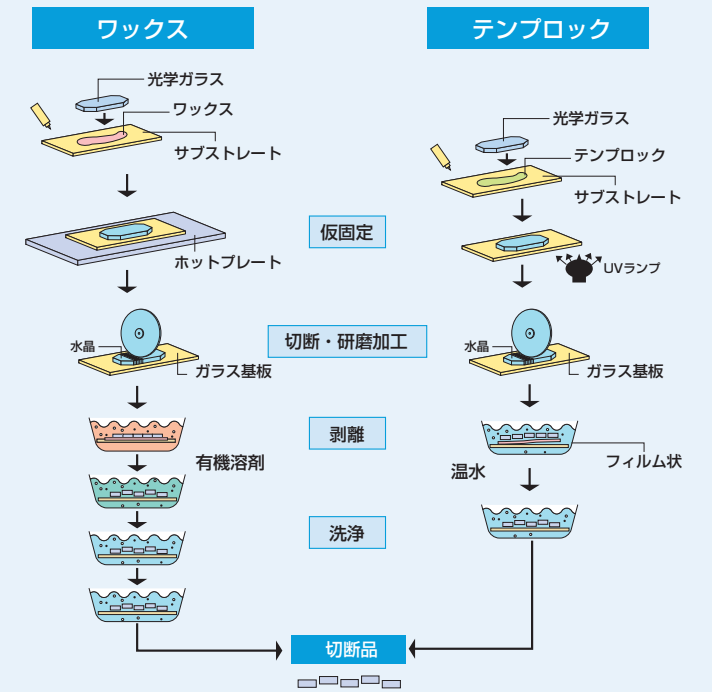 ワックス
テンプロック
光学ガラス
ワックス
サブストレート
光学ガラス
テンプロック
サブストレート
仮固定
ホットプレート
UVランプ
切断・研磨加工
水晶
ガラス基板
水晶
ガラス基板
剥離
有機溶剤
フィルム状
温水
洗浄
切断品